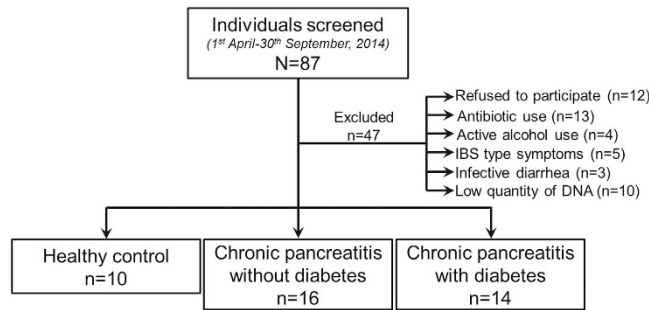 Individuals screened
(1st April-30th September, 2014)
N=87
Excluded
n=47
Refused to participate (n=12)
Antibiotic use (n=13)
Active alcohol use (n=4)
IBS type symptoms (n=5)
Infective diarrhea (n=3)
Low quantity of DNA (n=10)
Healthy control
n=10
Chronic pancreatitis
without diabetes
n=16
Chronic pancreatitis
with diabetes
n=14